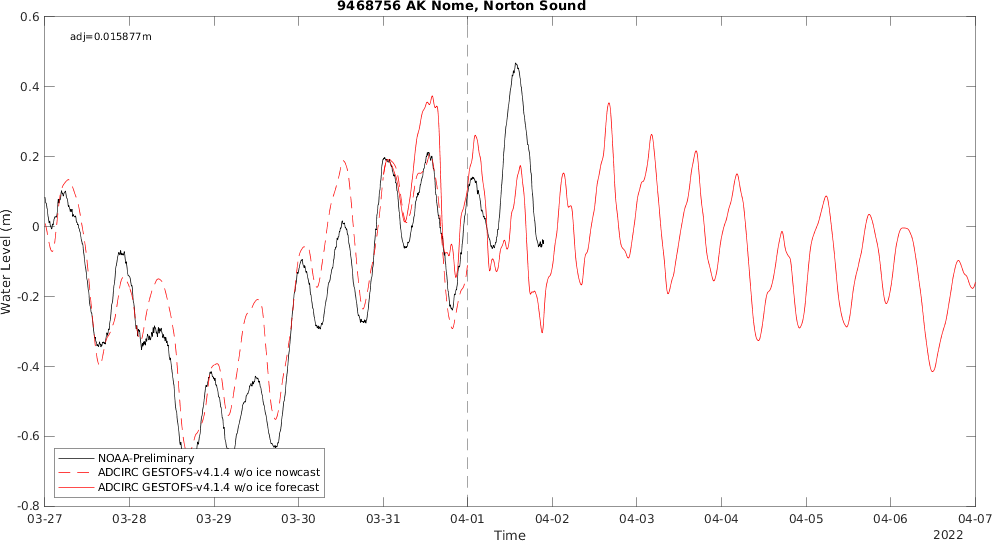 9468756 AK Nome, Norton Sound
adj=0.015877m
0.6
0.4
0.2
0
-0.2
-0.4
-0.6
-0.8
Water Level (m)
NOAA-Preliminary
ADCIRC GESTOFS-v4.1.4 w/o ice nowcast
ADCIRC GESTOFS-v4.1.4 w/o ice forecast
03-27 03-28 03-29 03-30 03-31 04-01 04-02 04-03 04-04 04-05 04-06 04-07
Time
2022